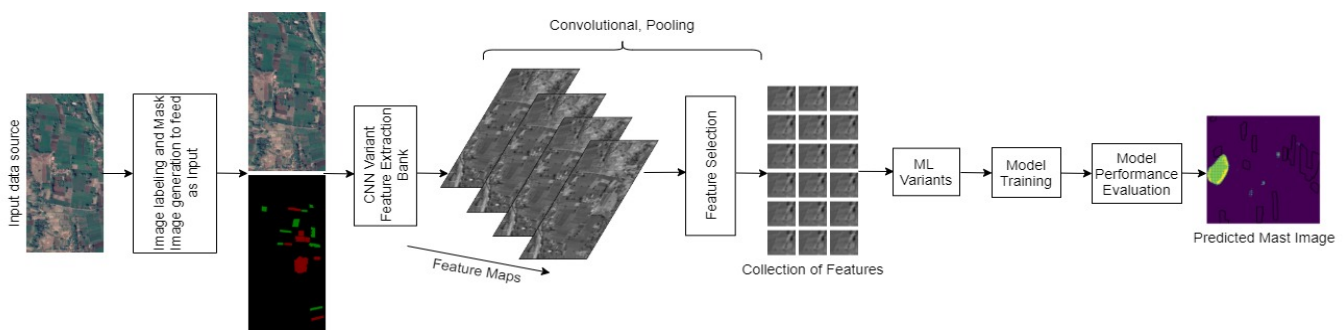 Convolutional, Pooling
Input data source
Image labeling and Mask
Image generation to feed
as Input
CNN Variant
Feature Extraction
Bank
Feature Maps
Feature Selection
Collection of Features
ML
Variants
Model
Training
Model
Performance
Evaluation
Predicted Mast Image